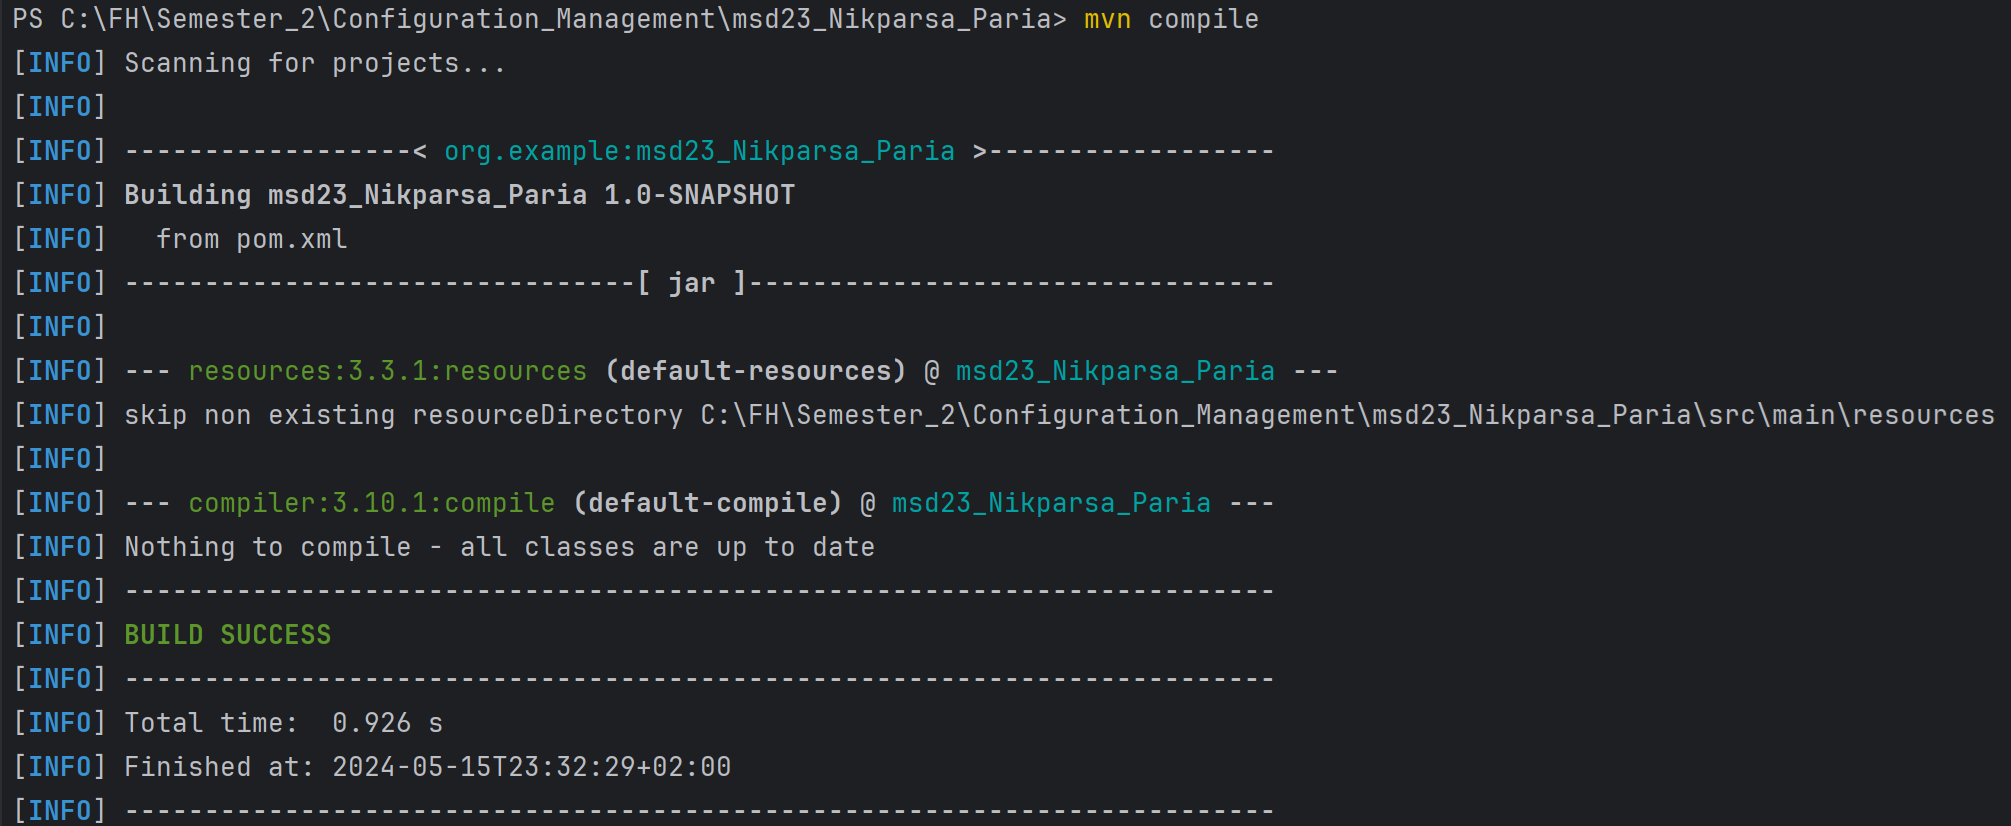 PS C:\FH\Semester_2\Configuration_Management\msd23_Nikparsa_Paria> mvn compile
[INFO] Scanning for projects...
[INFO]
[INFO] ------------------< org.example:msd23_Nikparsa_Paria >------------------
[INFO] Building msd23_Nikparsa_Paria 1.0-SNAPSHOT
[INFO]   from pom.xml
[INFO] --------------------------------[ jar ]---------------------------------
[INFO]
[INFO] --- resources:3.3.1:resources (default-resources) @ msd23_Nikparsa_Paria ---
[INFO] skip non existing resourceDirectory C:\FH\Semester_2\Configuration_Management\msd23_Nikparsa_Paria\src\main\resources
[INFO]
[INFO] --- compiler:3.10.1:compile (default-compile) @ msd23_Nikparsa_Paria ---
[INFO] Nothing to compile - all classes are up to date
[INFO] ------------------------------------------------------------------------
[INFO] BUILD SUCCESS
[INFO] ------------------------------------------------------------------------
[INFO] Total time:  0.926 s
[INFO] Finished at: 2024-05-15T23:32:29+02:00
[INFO] ------------------------------------------------------------------------